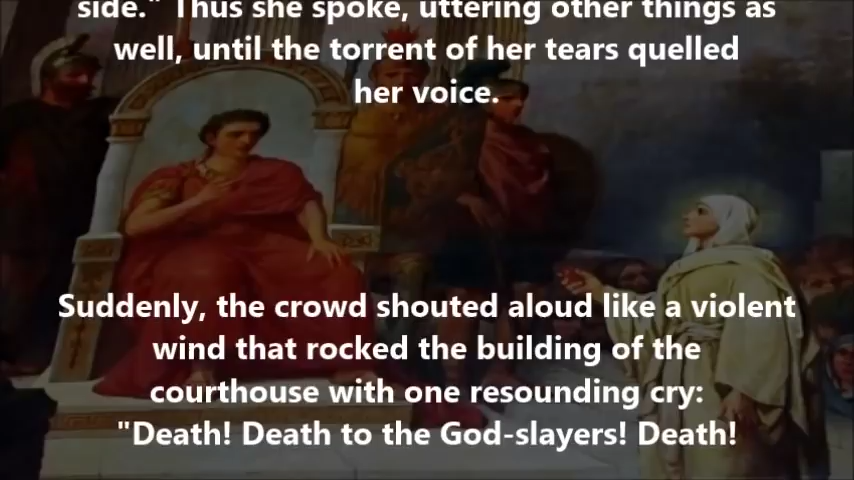 side." Thus she spoke, uttering other things as
well, until the torrent of her tears quelled
her voice.
Suddenly, the crowd shouted aloud like a violent
wind that rocked the building of the
courthouse with one resounding cry:
"Death! Death to the God-slayers! Death!